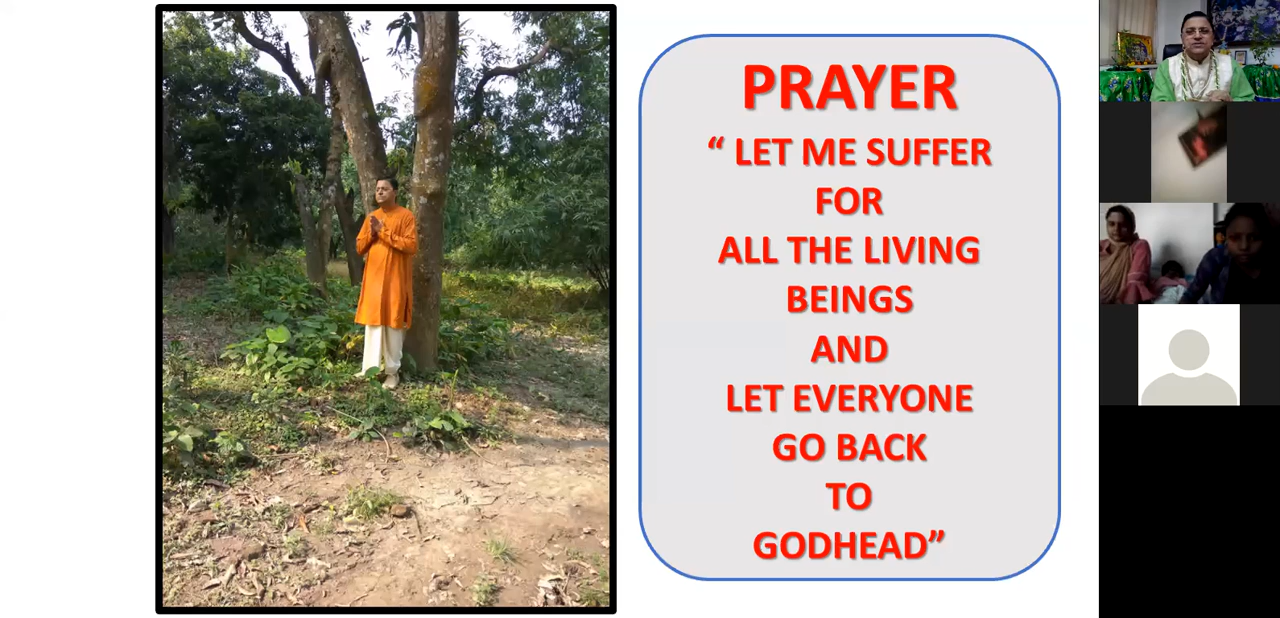 PRAYER
“ LET ME SUFFER
FOR
ALL THE LIVING
BEINGS
AND
LET EVERYONE
GO BACK
TO
GODHEAD”